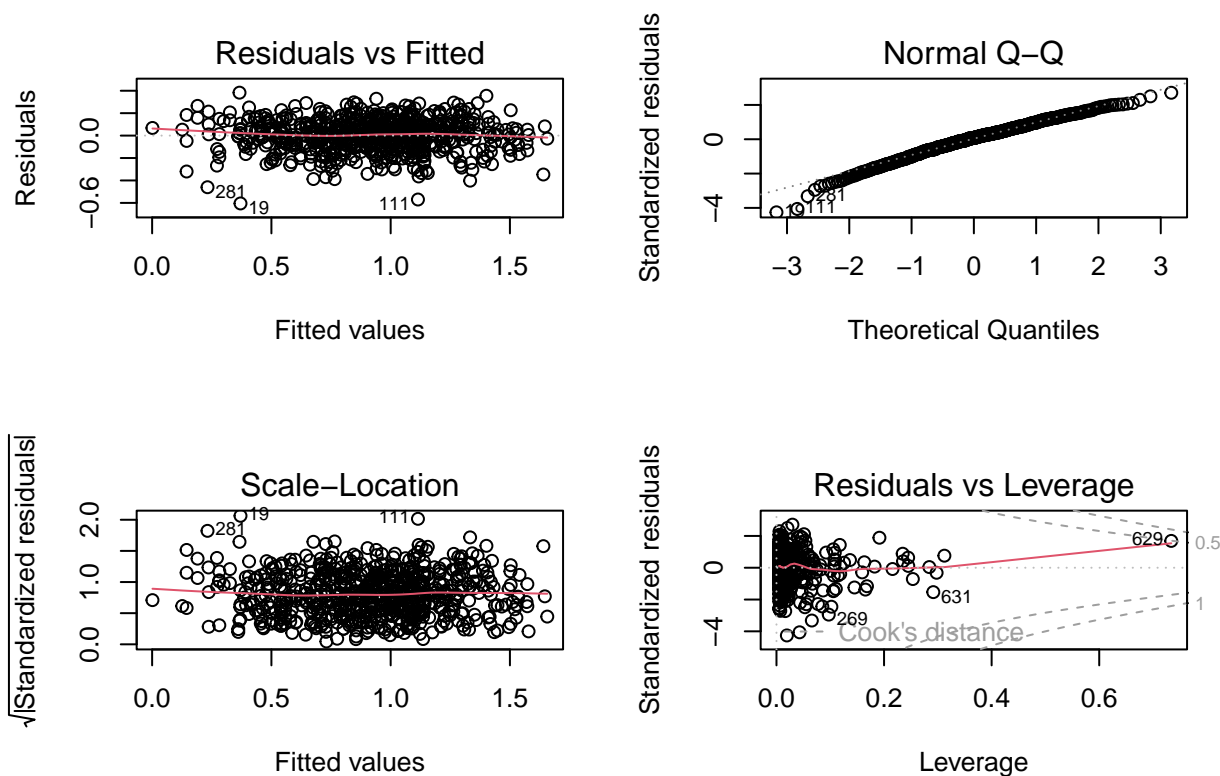 Residuals vs Fitted
Residuals
0.0
−0.6
281
19
111
0.0 0.5 1.0 1.5
Fitted values
Normal Q−Q
Standardized residuals
0
−4
281
111
−3 −2 −1 0 1 2 3
Theoretical Quantiles
Scale−Location
√|Standardized residuals|
2.0
1.0
0.0
281
19
111
0.0 0.5 1.0 1.5
Fitted values
Residuals vs Leverage
Standardized residuals
0
−4
629
631
269
0.5
1
Cook's distance
0.0 0.2 0.4 0.6
Leverage